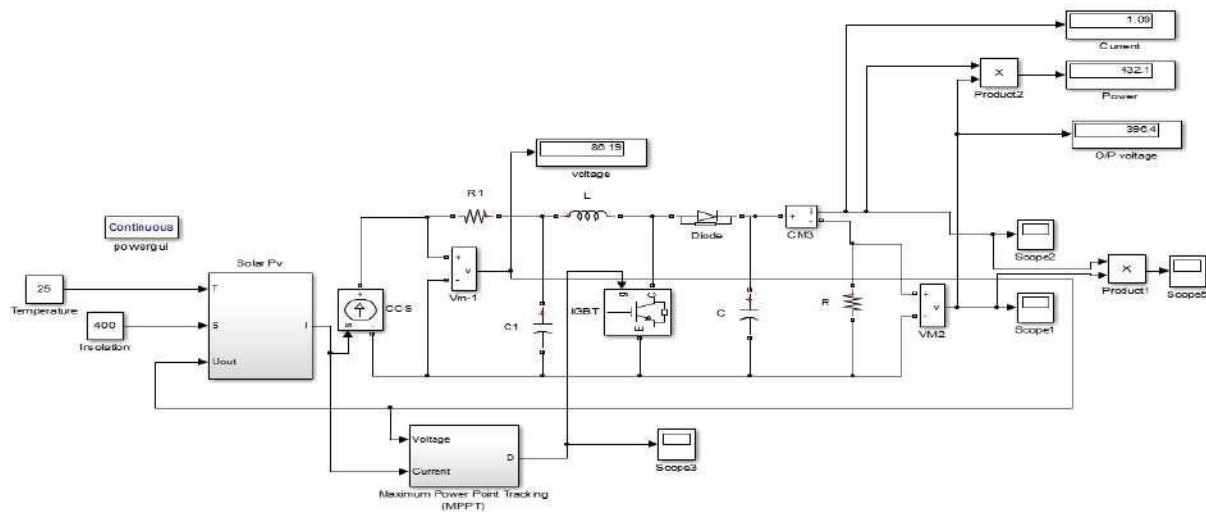 1.09
Current
X
Product2
432.1
Power
396.4
O/P voltage
80.19
voltage
R1
L
Continuous
powergui
Diode
+
-
CM3
i
Scope2
X
Product1
Scope5
Solar Pv
25
Temperature
T
400
Insolation
S
I
Uout
CCS
s
+
-
v
Vm-1
C1
IGBT
g
C
E
C
R
+
-
v
VM2
Scope1
Voltage
Current
D
Scope3
Maximum Power Point Tracking
(MPPT)